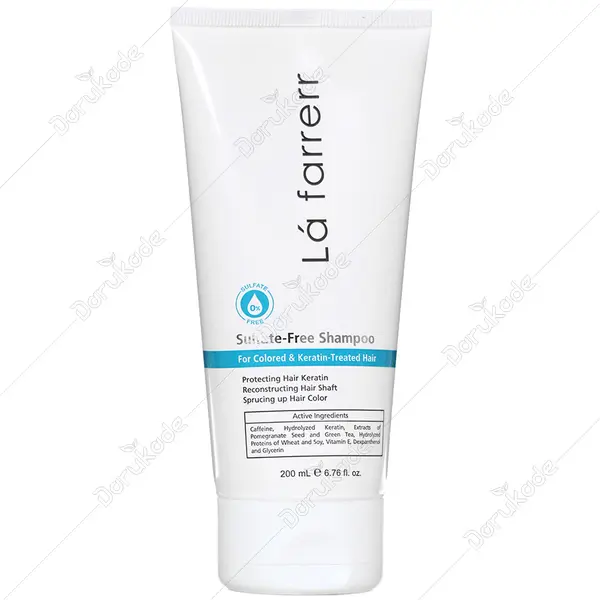 Lá farrerr
SULFATE
0%
FREE
Sulfate-Free Shampoo
For Colored & Keratin-Treated Hair
Protecting Hair Keratin
Reconstructing Hair Shaft
Sprucing up Hair Color
Active Ingredients
Caffeine, Hydrolyzed Keratin, Extracts of
Pomegranate Seed and Green Tea, Hydrolyzed
Proteins of Wheat and Soy, Vitamin E, Dexpanthenol
and Glycerin
200 mL ℮ 6.76 fl. oz.
Dorukade